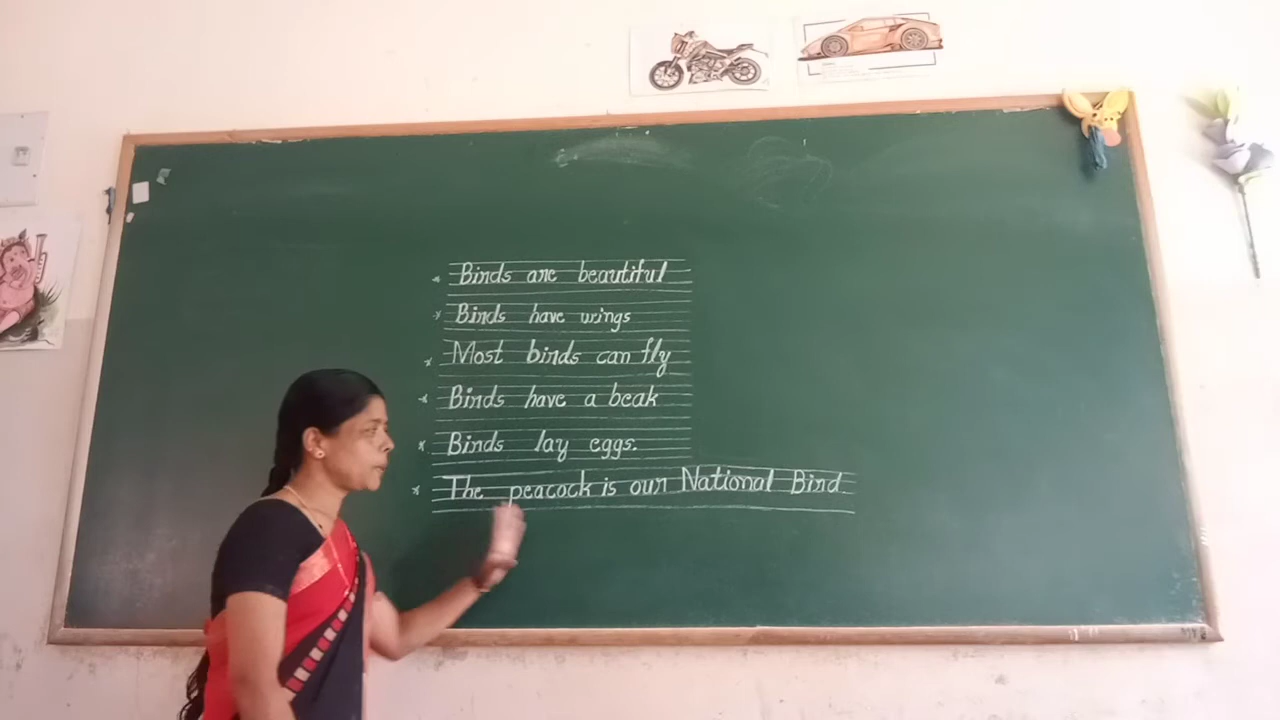 * Birds are beautiful
* Birds have wings
* Most birds can fly
* Birds have a beak
* Birds lay eggs.
* The peacock is our National Bird.